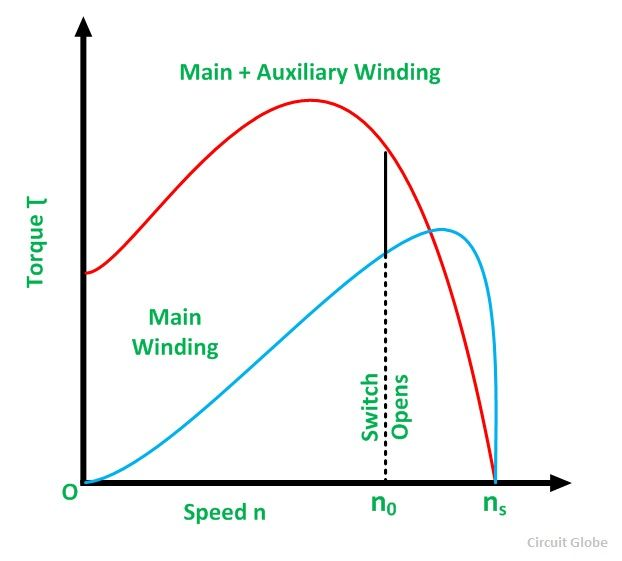 Main + Auxiliary Winding
Torque
Main
Winding
Switch
Opens
O
Speed n
n₀
nₛ
Circuit Globe